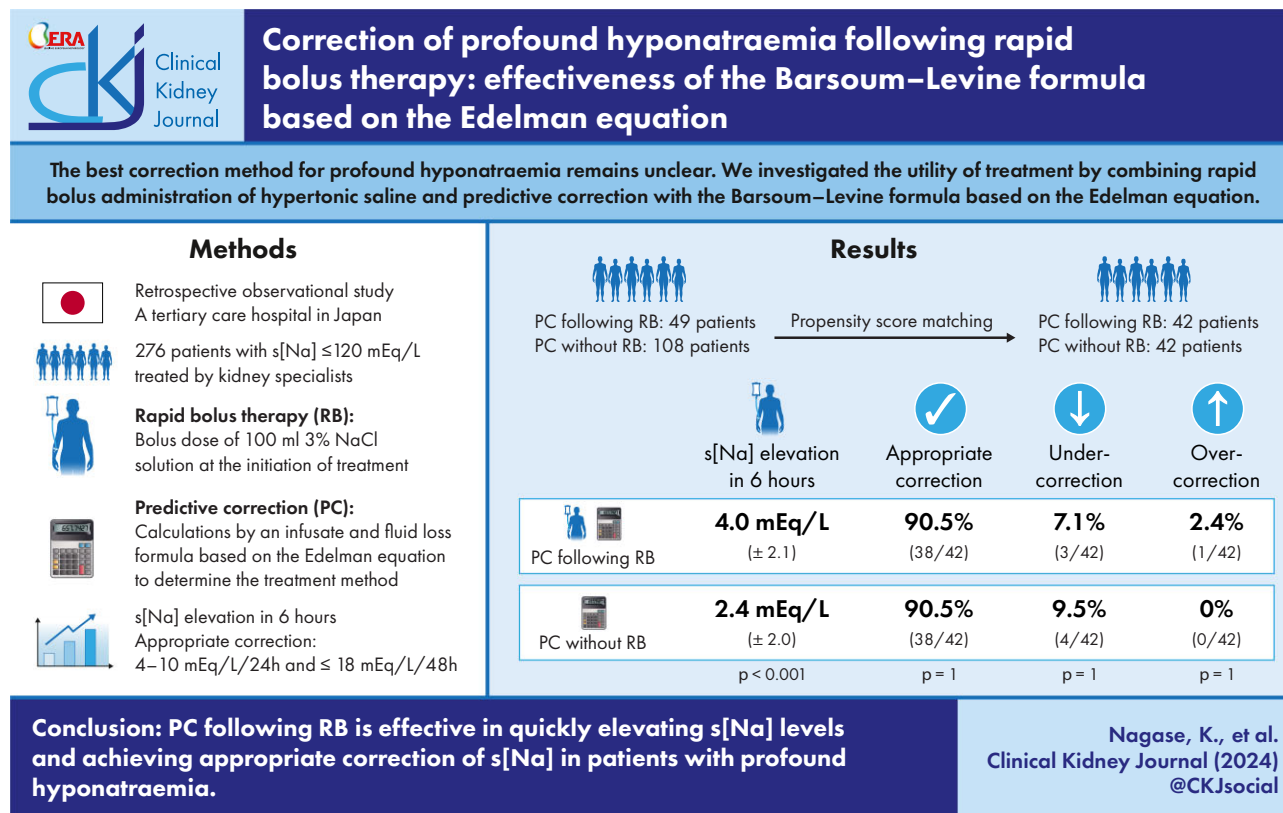 ERA
ckj
Clinical
Kidney
Journal
Correction of profound hyponatraemia following rapid
bolus therapy: effectiveness of the Barsoum–Levine formula
based on the Edelman equation
The best correction method for profound hyponatraemia remains unclear. We investigated the utility of treatment by combining rapid
bolus administration of hypertonic saline and predictive correction with the Barsoum–Levine formula based on the Edelman equation.
Methods
Retrospective observational study
A tertiary care hospital in Japan
276 patients with s[Na] ≤120 mEq/L
treated by kidney specialists
Rapid bolus therapy (RB):
Bolus dose of 100 ml 3% NaCl
solution at the initiation of treatment
Predictive correction (PC):
Calculations by an infusate and fluid loss
formula based on the Edelman equation
to determine the treatment method
s[Na] elevation in 6 hours
Appropriate correction:
4–10 mEq/L/24h and ≤ 18 mEq/L/48h
Results
PC following RB: 49 patients
PC without RB: 108 patients
Propensity score matching
PC following RB: 42 patients
PC without RB: 42 patients
s[Na] elevation
in 6 hours
Appropriate
correction
Under-
correction
Over-
correction
PC following RB
4.0 mEq/L
(± 2.1)
90.5%
(38/42)
7.1%
(3/42)
2.4%
(1/42)
PC without RB
2.4 mEq/L
(± 2.0)
90.5%
(38/42)
9.5%
(4/42)
0%
(0/42)
p < 0.001
p = 1
p = 1
p = 1
Conclusion: PC following RB is effective in quickly elevating s[Na] levels
and achieving appropriate correction of s[Na] in patients with profound
hyponatraemia.
Nagase, K., et al.
Clinical Kidney Journal (2024)
@CKJsocial